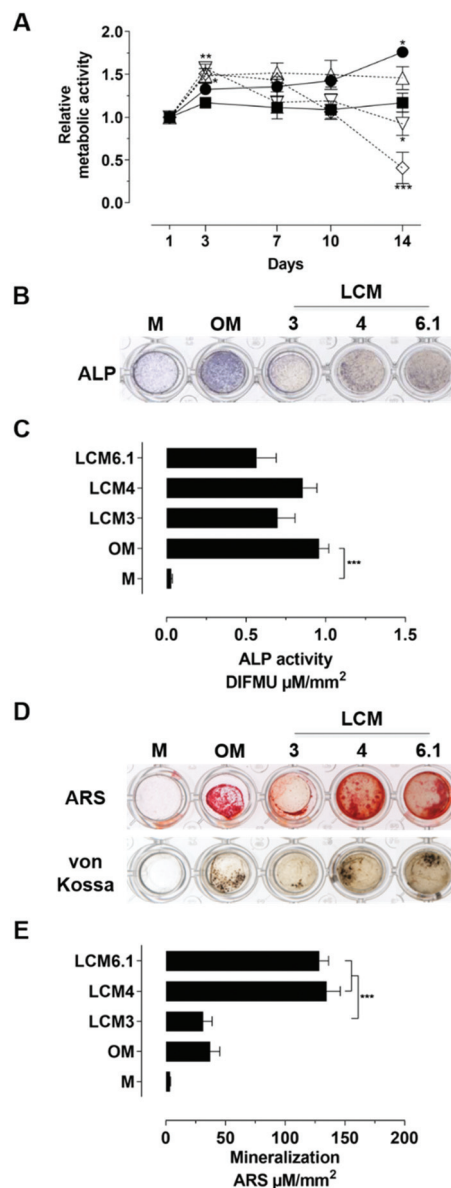 A
Relative
metabolic activity
2.0
1.5
1.0
0.5
0.0
**
*
*
*
***
1 3 7 10 14
Days
B
LCM
M OM 3 4 6.1
ALP
C
LCM6.1
LCM4
LCM3
OM
M
***
0.0 0.5 1.0 1.5
ALP activity
DIFMU µM/mm²
D
LCM
M OM 3 4 6.1
ARS
von
Kossa
E
LCM6.1
LCM4
LCM3
OM
M
***
0 50 100 150 200
Mineralization
ARS µM/mm²